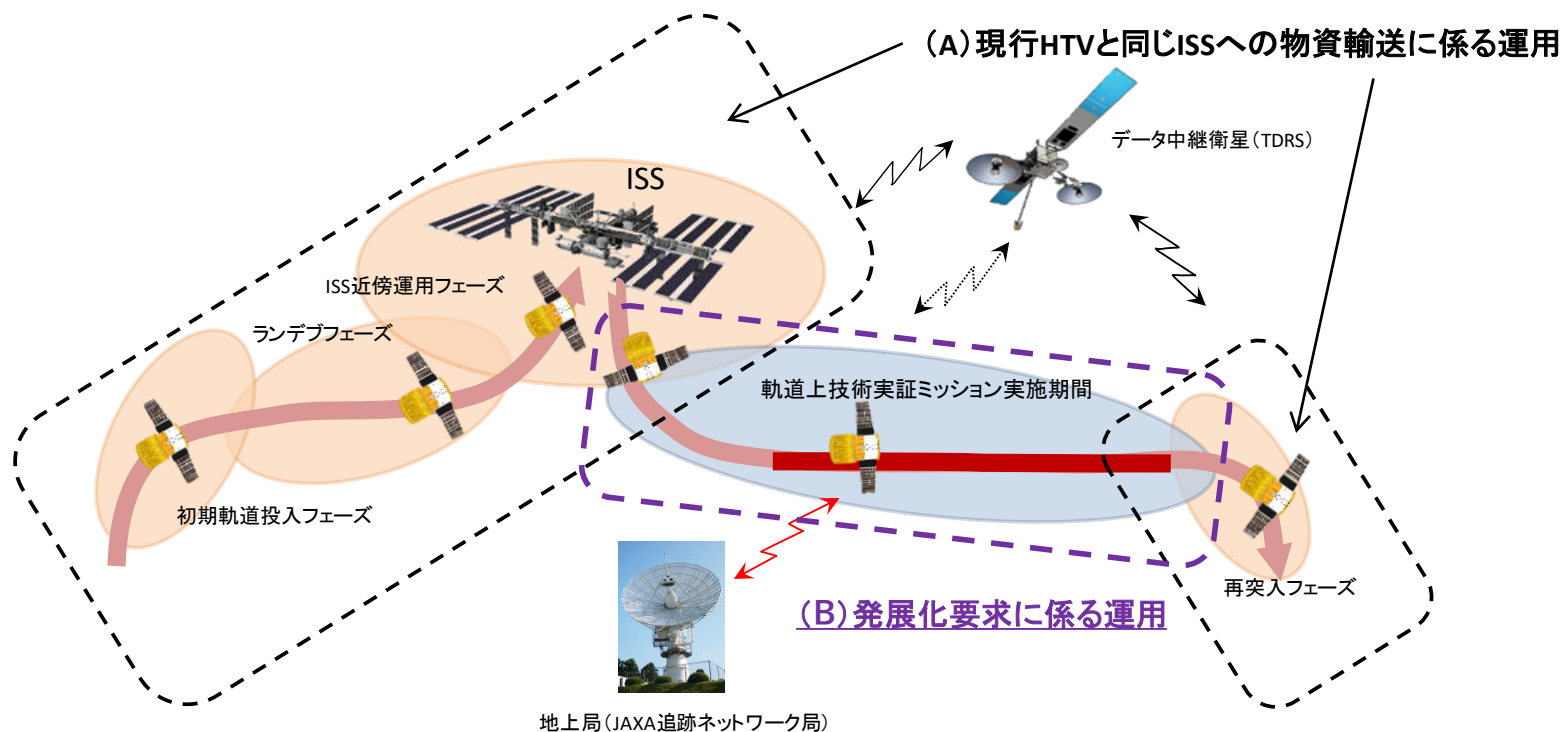 (A)現行HTVと同じISSへの物資輸送に係る運用
データ中継衛星(TDRS)
ISS
ISS近傍運用フェーズ
ランデブフェーズ
軌道上技術実証ミッション実施期間
初期軌道投入フェーズ
再突入フェーズ
(B)発展化要求に係る運用
地上局(JAXA追跡ネットワーク局)